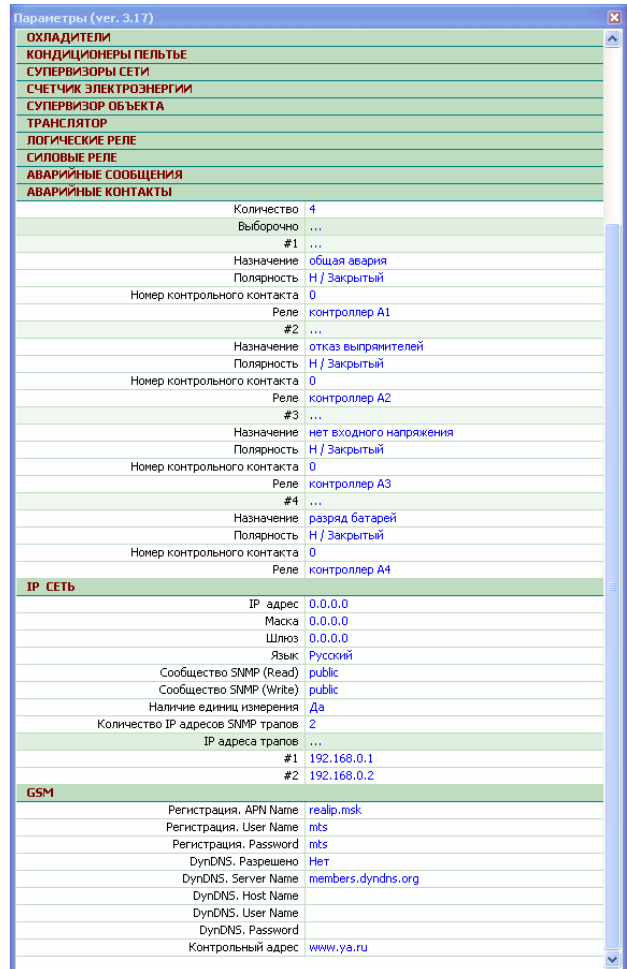 Параметры (ver. 3.17)
ОХЛАДИТЕЛИ
КОНДИЦИОНЕРЫ ПЕЛЬТЬЕ
СУПЕРВИЗОРЫ СЕТИ
СЧЕТЧИК ЭЛЕКТРОЭНЕРГИИ
СУПЕРВИЗОР ОБЪЕКТА
ТРАНСЛЯТОР
ЛОГИЧЕСКИЕ РЕЛЕ
СИЛОВЫЕ РЕЛЕ
АВАРИЙНЫЕ СООБЩЕНИЯ
АВАРИЙНЫЕ КОНТАКТЫ
Количество 4
Выборочно ...
#1 ...
Назначение общая авария
Полярность Н / Закрытый
Номер контрольного контакта 0
Реле контроллер А1
#2 ...
Назначение отказ выпрямителей
Полярность Н / Закрытый
Номер контрольного контакта 0
Реле контроллер А2
#3 ...
Назначение нет входного напряжения
Полярность Н / Закрытый
Номер контрольного контакта 0
Реле контроллер А3
#4 ...
Назначение разряд батарей
Полярность Н / Закрытый
Номер контрольного контакта 0
Реле контроллер А4
IP СЕТЬ
IP адрес 0.0.0.0
Маска 0.0.0.0
Шлюз 0.0.0.0
Язык Русский
Сообщество SNMP (Read) public
Сообщество SNMP (Write) public
Наличие единиц измерения Да
Количество IP адресов SNMP трапов 2
IP адреса трапов ...
#1 192.168.0.1
#2 192.168.0.2
GSM
Регистрация. APN Name realip.msk
Регистрация. User Name mts
Регистрация. Password mts
DynDNS. Разрешено Нет
DynDNS. Server Name members.dyndns.org
DynDNS. Host Name
DynDNS. User Name
DynDNS. Password
Контрольный адрес www.ya.ru